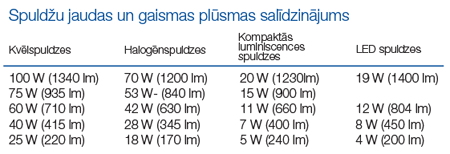 Spuldžu jaudas un gaismas plūsmas salīdzinājums
Kvēlspuldzes Halogēnspuldzes Kompaktās luminiscences spuldzes LED spuldzes
100 W (1340 lm) 70 W (1200 lm) 20 W (1230lm) 19 W (1400 lm)
75 W (935 lm) 53 W- (840 lm) 15 W (900 lm)
60 W (710 lm) 42 W (630 lm) 11 W (660 lm) 12 W (804 lm)
40 W (415 lm) 28 W (345 lm) 7 W (400 lm) 8 W (450 lm)
25 W (220 lm) 18 W (170 lm) 5 W (240 lm) 4 W (200 lm)